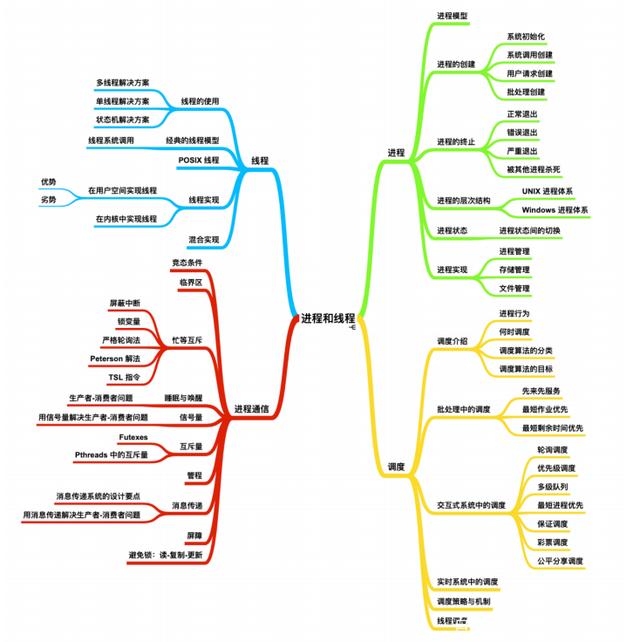 进程和线程
进程
进程模型
进程的创建
系统初始化
系统调用创建
用户请求创建
批处理创建
进程的终止
正常退出
错误退出
严重退出
被其他进程杀死
进程的层次结构
UNIX 进程体系
Windows 进程体系
进程状态
进程状态间的切换
进程实现
进程管理
存储管理
文件管理
调度
调度介绍
进程行为
何时调度
调度算法的分类
调度算法的目标
批处理中的调度
先来先服务
最短作业优先
最短剩余时间优先
交互式系统中的调度
轮询调度
优先级调度
多级队列
最短进程优先
保证调度
彩票调度
公平分享调度
实时系统中的调度
调度策略与机制
线程
线程
线程的使用
多线程解决方案
单线程解决方案
状态机解决方案
经典的线程模型
线程系统调用
POSIX 线程
线程实现
在用户空间实现线程
优势
劣势
在内核中实现线程
混合实现
进程通信
竞态条件
临界区
忙等互斥
屏蔽中断
锁变量
严格轮询法
Peterson 解法
TSL 指令
睡眠与唤醒
生产者-消费者问题
信号量
用信号量解决生产者-消费者问题
互斥量
Futexes
Pthreads 中的互斥量
管程
消息传递
消息传递系统的设计要点
用消息传递解决生产者-消费者问题
屏障
避免锁：读-复制-更新